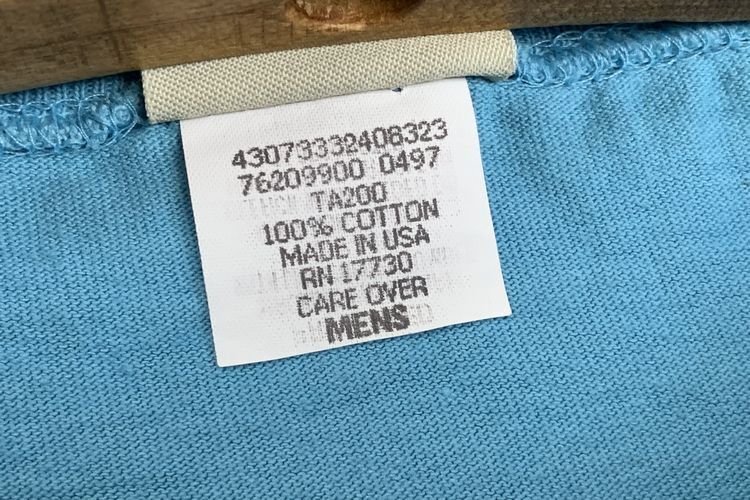 43073332408323
76209900 0497
TA200
100% COTTON
MADE IN USA
RN 17730
CARE OVER
MENS